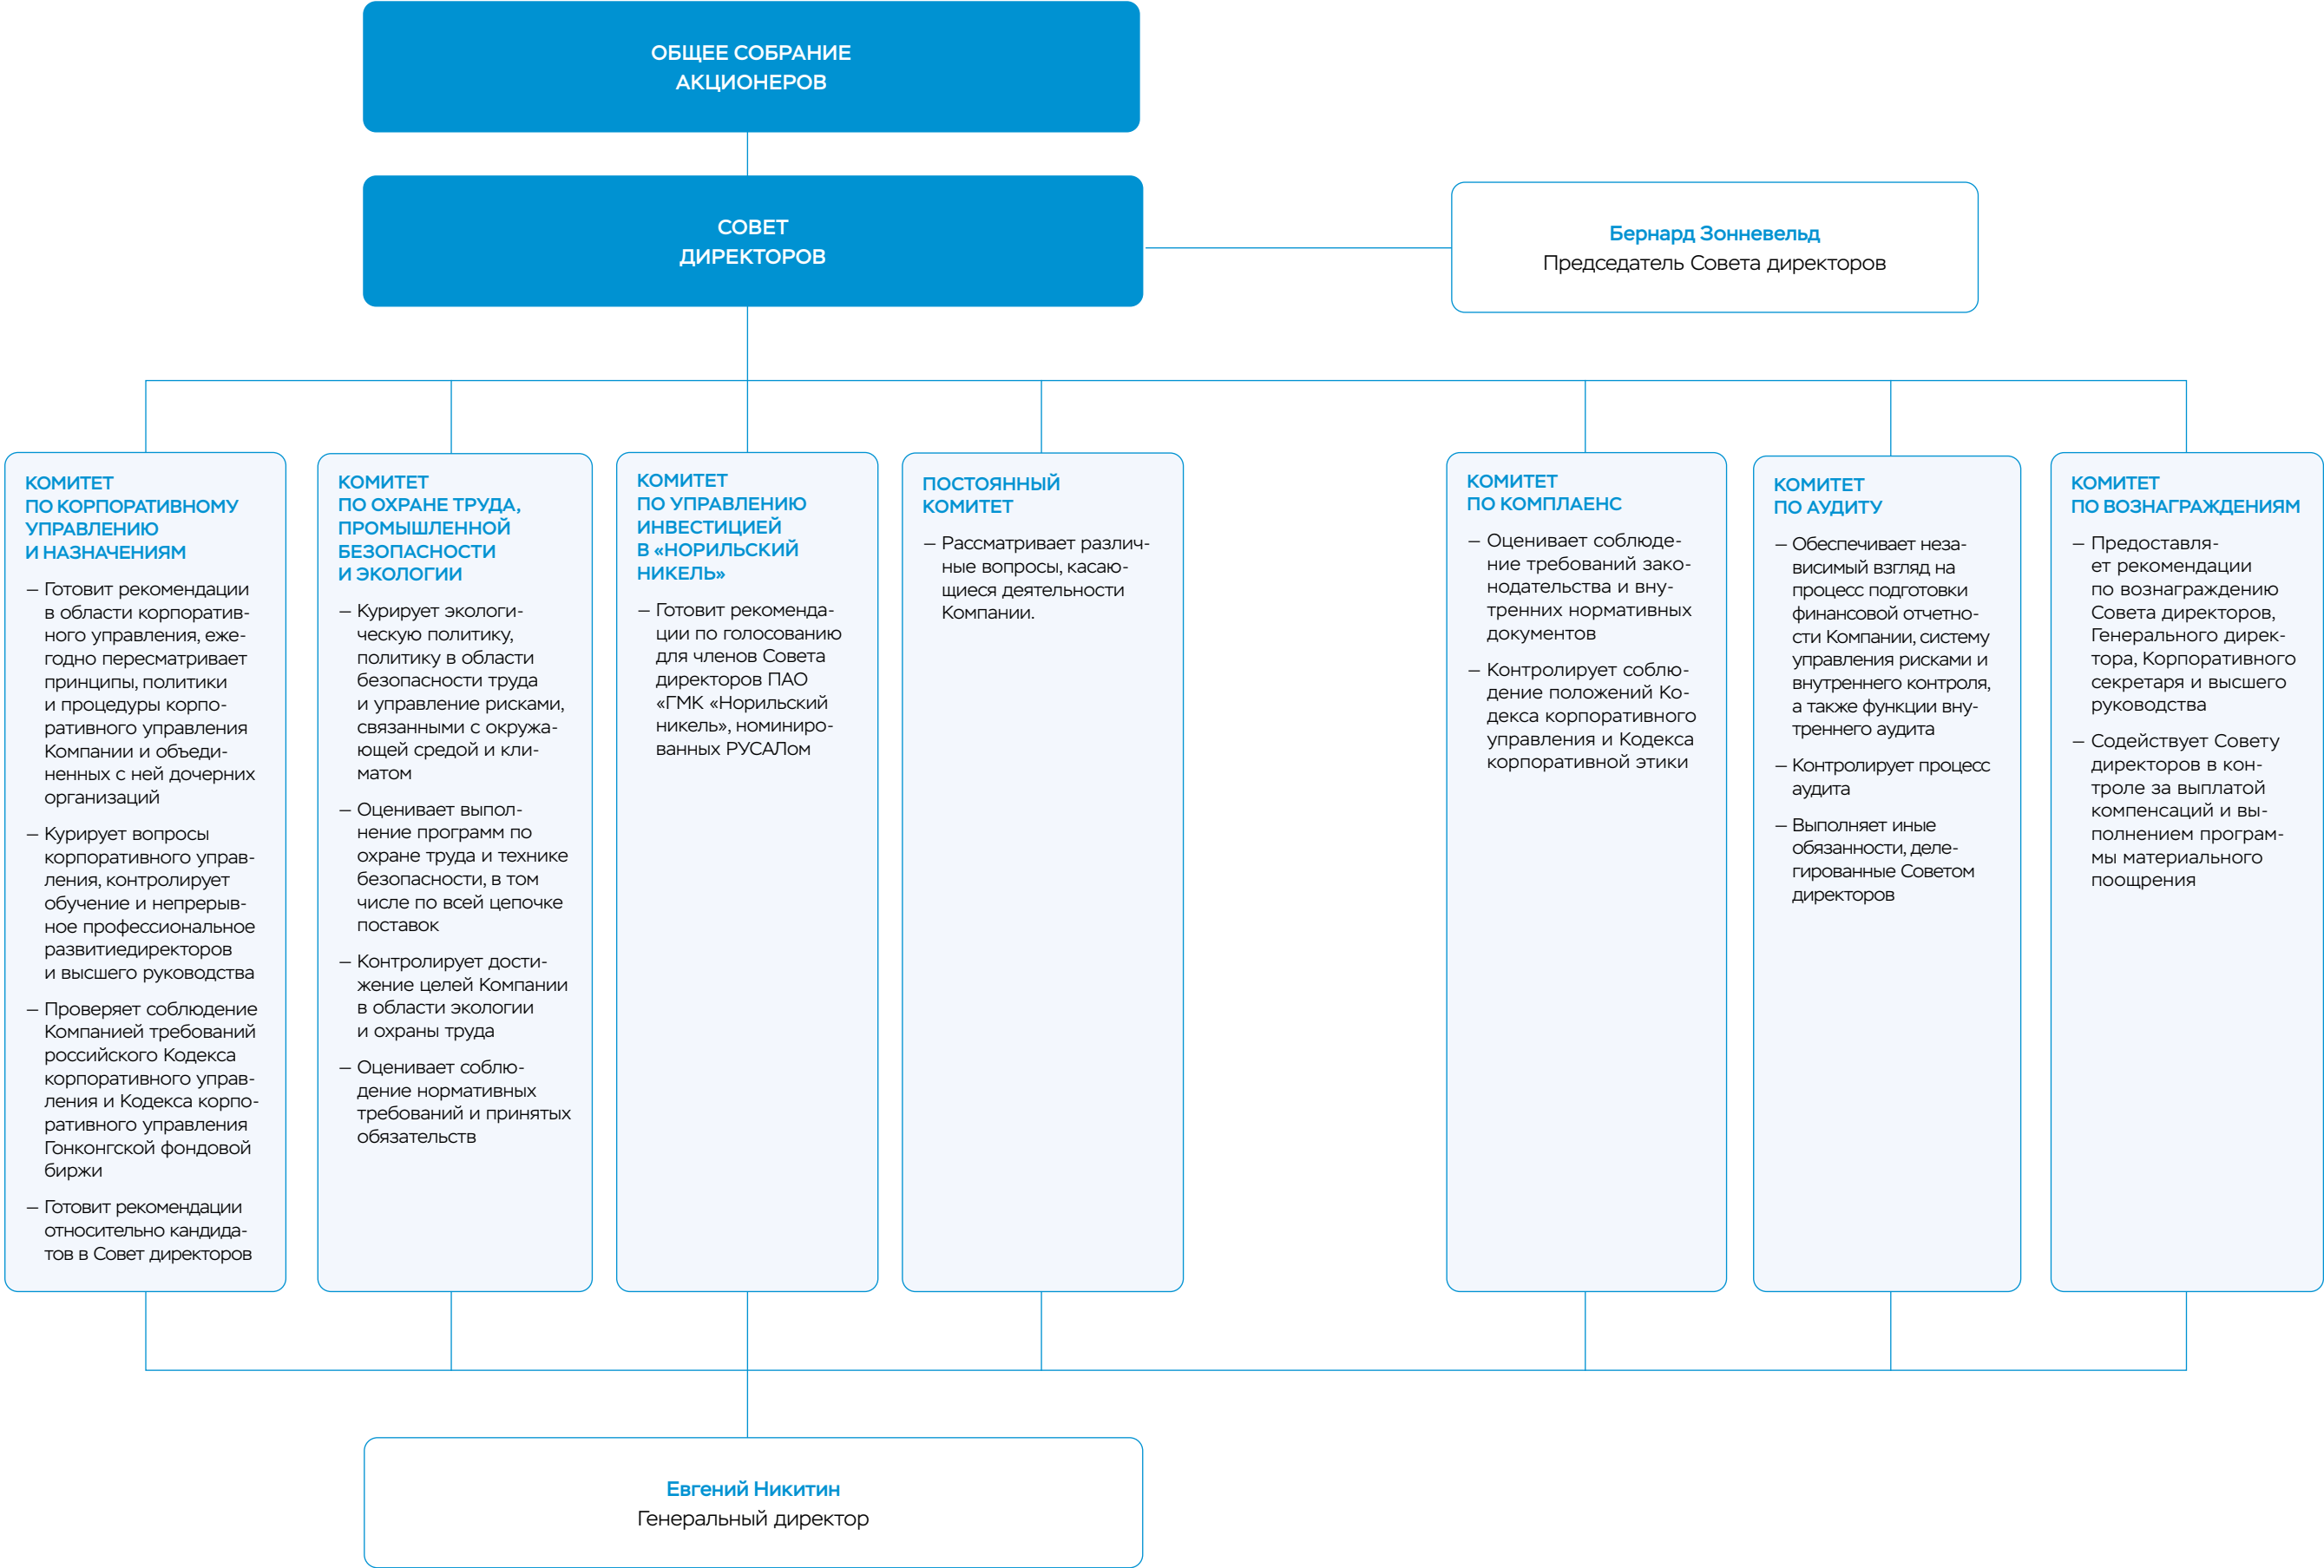 ОБЩЕЕ СОБРАНИЕ
АКЦИОНЕРОВ
СОВЕТ
ДИРЕКТОРОВ
Бернард Зонневельд
Председатель Совета директоров
КОМИТЕТ
ПО КОРПОРАТИВНОМУ
УПРАВЛЕНИЮ
И НАЗНАЧЕНИЯМ
— Готовит рекомендации
в области корпоратив-
ного управления, еже-
годно пересматривает
принципы, политики
и процедуры корпо-
ративного управления
Компании и объеди-
ненных с ней дочерних
организаций
— Курирует вопросы
корпоративного управ-
ления, контролирует
обучение и непрерыв-
ное профессиональное
развитиедиректоров
и высшего руководства
— Проверяет соблюдение
Компанией требований
российского Кодекса
корпоративного управ-
ления и Кодекса корпо-
ративного управления
Гонконгской фондовой
биржи
— Готовит рекомендации
относительно кандида-
тов в Совет директоров
КОМИТЕТ
ПО ОХРАНЕ ТРУДА,
ПРОМЫШЛЕННОЙ
БЕЗОПАСНОСТИ
И ЭКОЛОГИИ
— Курирует экологи-
ческую политику,
политику в области
безопасности труда
и управление рисками,
связанными с окружа-
ющей средой и кли-
матом
— Оценивает выпол-
нение программ по
охране труда и технике
безопасности, в том
числе по всей цепочке
поставок
— Контролирует дости-
жение целей Компании
в области экологии
и охраны труда
— Оценивает соблю-
дение нормативных
требований и принятых
обязательств
КОМИТЕТ
ПО УПРАВЛЕНИЮ
ИНВЕСТИЦИЕЙ
В «НОРИЛЬСКИЙ
НИКЕЛЬ»
— Готовит рекоменда-
ции по голосованию
для членов Совета
директоров ПАО
«ГМК «Норильский
никель», номиниро-
ванных РУСАЛом
ПОСТОЯННЫЙ
КОМИТЕТ
— Рассматривает различ-
ные вопросы, касаю-
щиеся деятельности
Компании.
КОМИТЕТ
ПО КОМПЛАЕНС
— Оценивает соблюде-
ние требований зако-
нодательства и вну-
тренних нормативных
документов
— Контролирует соблю-
дение положений Ко-
декса корпоративного
управления и Кодекса
корпоративной этики
КОМИТЕТ
ПО АУДИТУ
— Обеспечивает неза-
висимый взгляд на
процесс подготовки
финансовой отчетно-
сти Компании, систему
управления рисками и
внутреннего контроля,
а также функции вну-
треннего аудита
— Контролирует процесс
аудита
— Выполняет иные
обязанности, деле-
гированные Советом
директоров
КОМИТЕТ
ПО ВОЗНАГРАЖДЕНИЯМ
— Предоставля-
ет рекомендации
по вознаграждению
Совета директоров,
Генерального дирек-
тора, Корпоративного
секретаря и высшего
руководства
— Содействует Совету
директоров в кон-
троле за выплатой
компенсаций и вы-
полнением програм-
мы материального
поощрения
Евгений Никитин
Генеральный директор